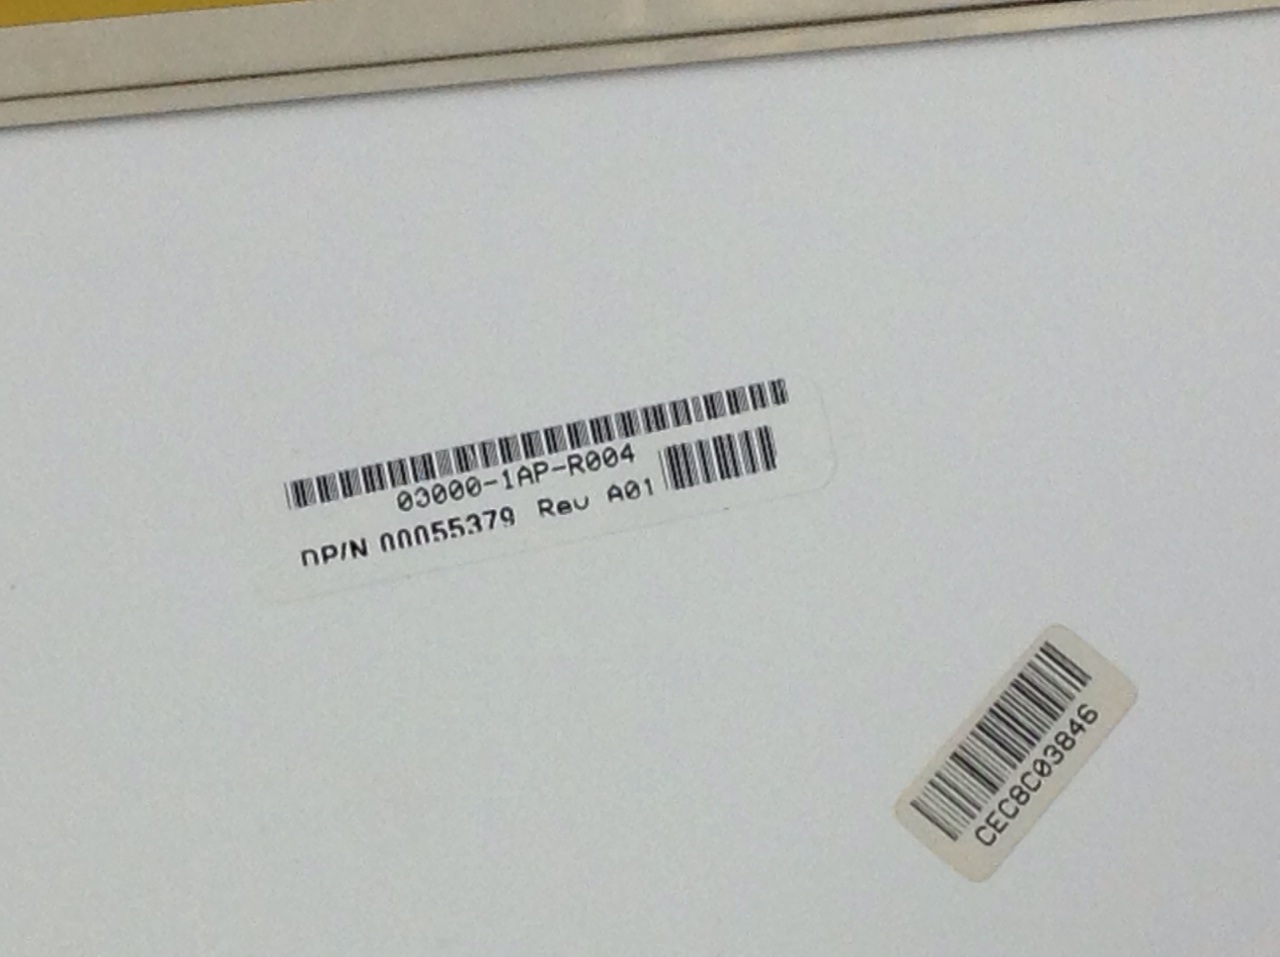 03000-1AP-R004
DP/N 00055379 Rev A01
CEC8C03846